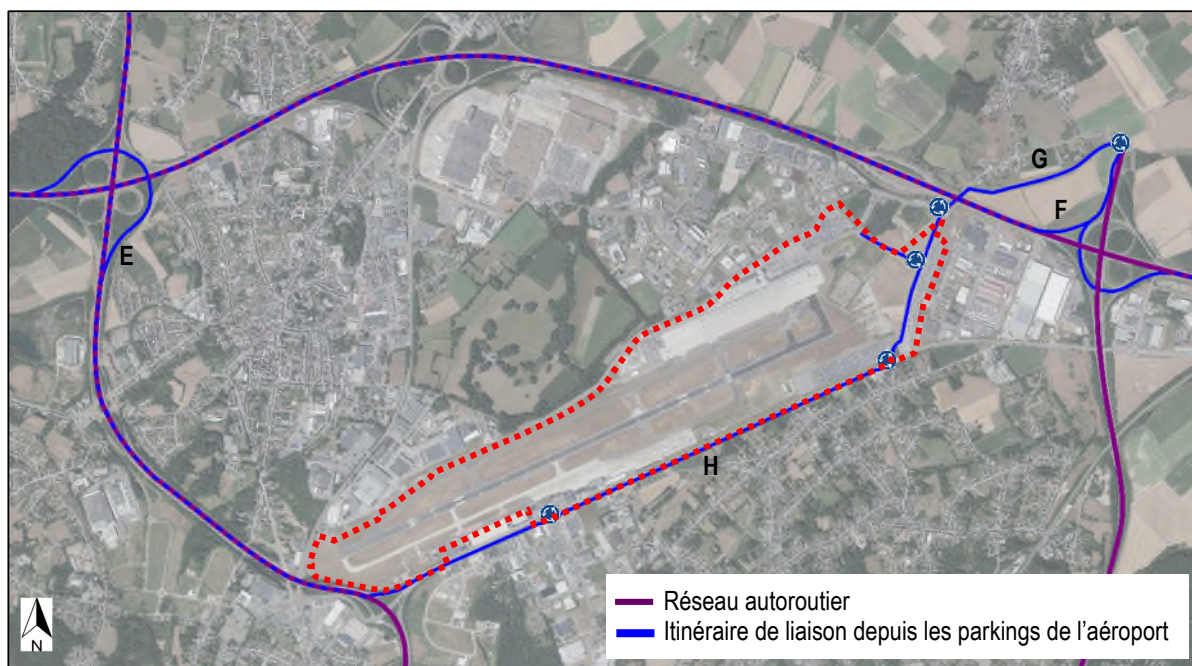 G
F
E
H
Réseau autoroutier
Itinéraire de liaison depuis les parkings de l'aéroport
N